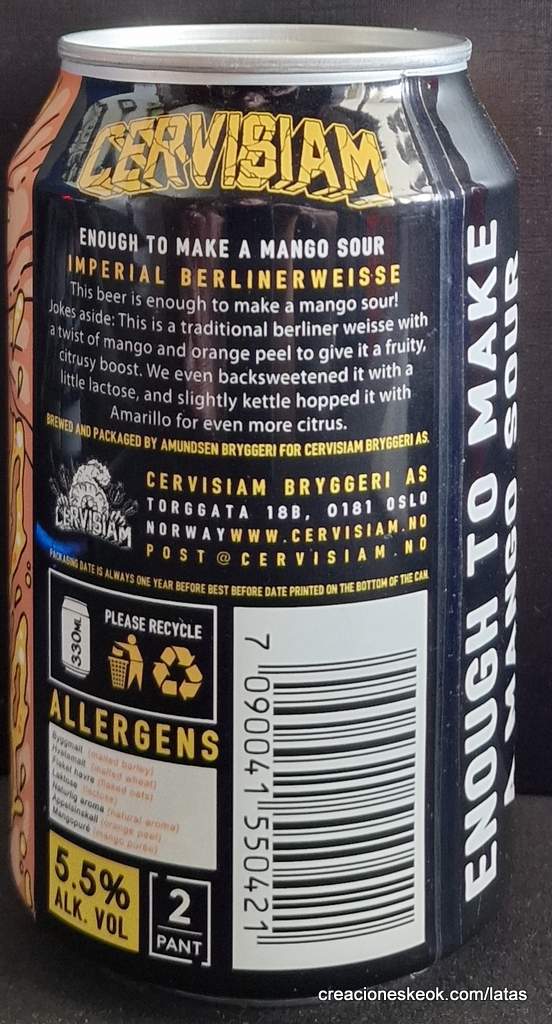 CERVISIAM
ENOUGH TO MAKE A MANGO SOUR
IMPERIAL BERLINERWEISSE
This beer is enough to make a mango sour!
Jokes aside: This is a traditional berliner weisse with
a twist of mango and orange peel to give it a fruity,
citrusy boost. We even backsweetened it with a
little lactose, and slightly kettle hopped it with
Amarillo for even more citrus.
BREWED AND PACKAGED BY AMUNDSEN BRYGGERI FOR CERVISIAM BRYGGERI AS.
CERVISIAM
CERVISIAM BRYGGERI AS
TORGGATA 18B, 0181 OSLO
NORWAY WWW.CERVISIAM.NO
POST@CERVISIAM.NO
PACKAGING DATE IS ALWAYS ONE YEAR BEFORE BEST BEFORE DATE PRINTED ON THE BOTTOM OF THE CAN.
330ML
PLEASE RECYCLE
ALLERGENS
Byggmalt (malted barley)
Hvetemalt (malted wheat)
Flaket havre (flaked oats)
Laktose (lactose)
Naturlig aroma (natural aroma)
Appelsinskall (orange peel)
Mangopuré (mango purée)
5.5%
ALK. VOL
2
PANT
7 090041 550421
ENOUGH TO MAKE
A MANGO SOUR
creacioneskeok.com/latas